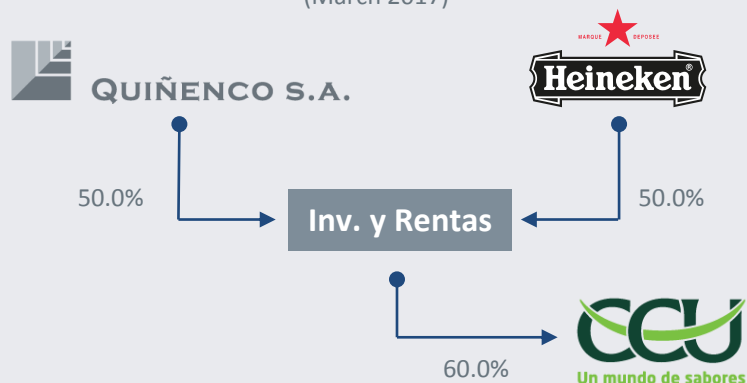 (March 2017)
QUIÑENCO S.A.
MARQUE DEPOSEE
Heineken®
50.0%
50.0%
Inv. y Rentas
CCU
60.0%
Un mundo de sabores